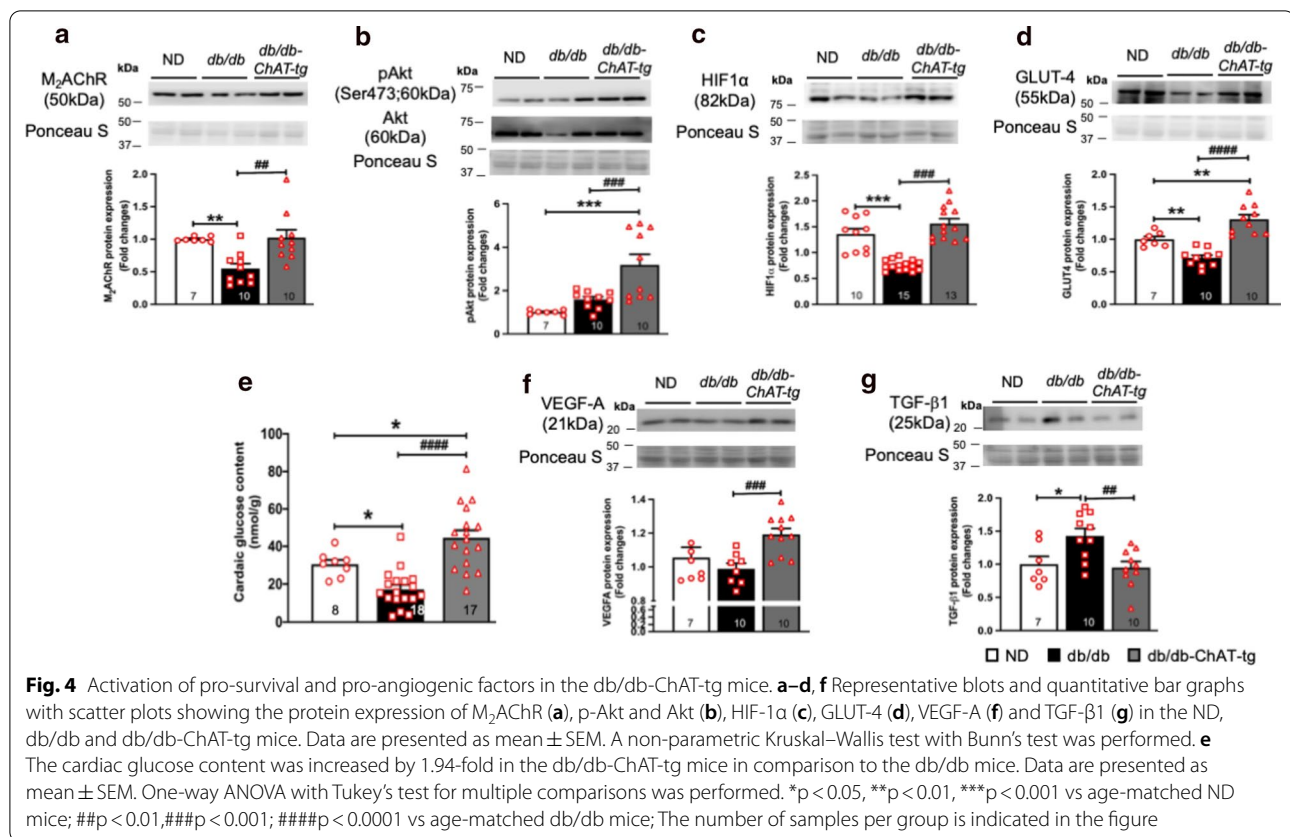 a
M₂AChR
(50kDa)
kDa
ND
db/db
db/db-
ChAT-tg
50
Ponceau S
50
37
M₂AChR protein expression
(Fold changes)
2.0
1.5
1.0
0.5
0.0
**
##
7
10
10
b
pAkt
(Ser473;60kDa)
Akt
(60kDa)
kDa
ND
db/db
db/db-
ChAT-tg
75
75
Ponceau S
50
37
pAkt protein expression
(Fold changes)
6
4
2
0
***
###
7
10
10
c
HIF1α
(82kDa)
kDa
ND
db/db
db/db-
ChAT-tg
75
Ponceau S
50
37
HIF1α protein expression
(Fold changes)
2.5
2.0
1.5
1.0
0.5
0.0
***
###
10
15
13
d
GLUT-4
(55kDa)
kDa
ND
db/db
db/db-
ChAT-tg
50
Ponceau S
50
37
GLUT4 protein expression
(Fold changes)
2.0
1.5
1.0
0.5
0.0
####
**
**
7
10
10
e
Cardaic glucose content
(nmol/g)
100
80
60
40
20
0
*
####
*
8
18
17
f
VEGF-A
(21kDa)
kDa
ND
db/db
db/db-
ChAT-tg
20
Ponceau S
50
37
VEGFA protein expression
(Fold changes)
1.4
1.2
1.0
0.8
0.6
0.4
0.2
0.0
###
7
10
10
g
TGF-β1
(25kDa)
kDa
ND
db/db
db/db-
ChAT-tg
20
Ponceau S
50
37
TGF-β1 protein expression
(Fold changes)
2.0
1.5
1.0
0.5
0.0
*
##
7
10
10
ND db/db db/db-ChAT-tg
Fig. 4 Activation of pro-survival and pro-angiogenic factors in the db/db-ChAT-tg mice. a–d, f Representative blots and quantitative bar graphs
with scatter plots showing the protein expression of M₂AChR (a), p-Akt and Akt (b), HIF-1α (c), GLUT-4 (d), VEGF-A (f) and TGF-β1 (g) in the ND,
db/db and db/db-ChAT-tg mice. Data are presented as mean ± SEM. A non-parametric Kruskal–Wallis test with Bunn's test was performed. e
The cardiac glucose content was increased by 1.94-fold in the db/db-ChAT-tg mice in comparison to the db/db mice. Data are presented as
mean ± SEM. One-way ANOVA with Tukey's test for multiple comparisons was performed. *p < 0.05, **p < 0.01, ***p < 0.001 vs age-matched ND
mice; ##p < 0.01,###p < 0.001; ####p < 0.0001 vs age-matched db/db mice; The number of samples per group is indicated in the figure